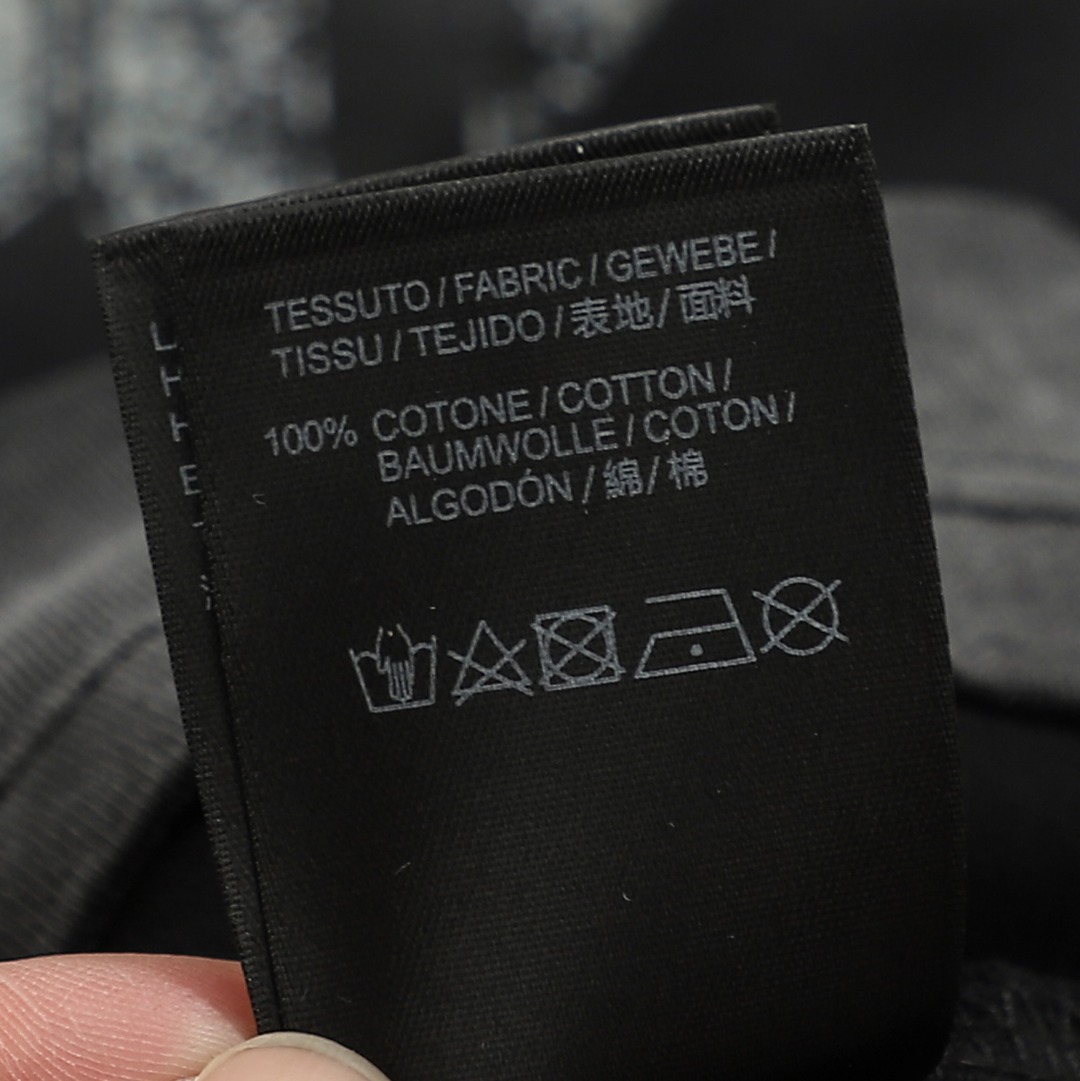 TESSUTO / FABRIC / GEWEBE /
TISSU / TEJIDO / 表地 / 面料
100% COTONE / COTTON /
BAUMWOLLE / COTON /
ALGODÓN / 綿 / 棉